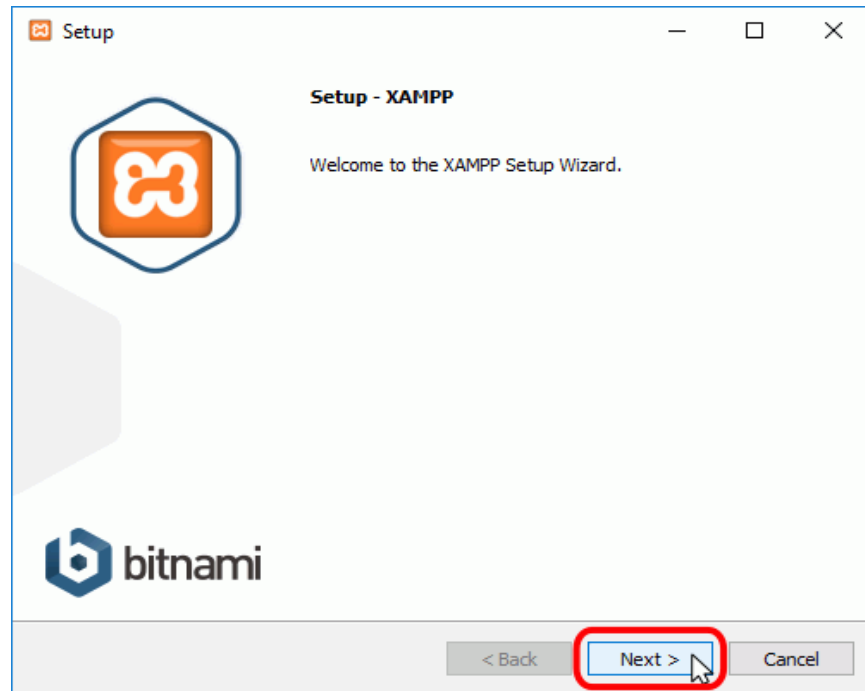 Setup
Setup - XAMPP
Welcome to the XAMPP Setup Wizard.
bitnami
< Back
Next >
Cancel